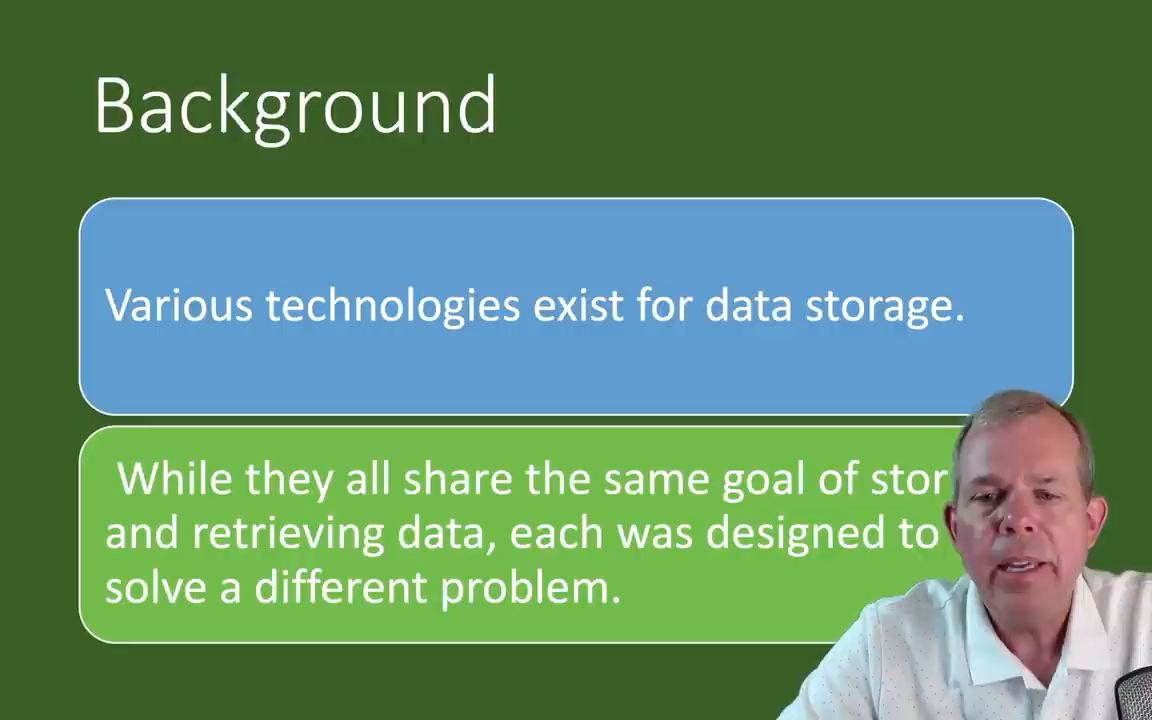 Background
Various technologies exist for data storage.
While they all share the same goal of stor
and retrieving data, each was designed to
solve a different problem.